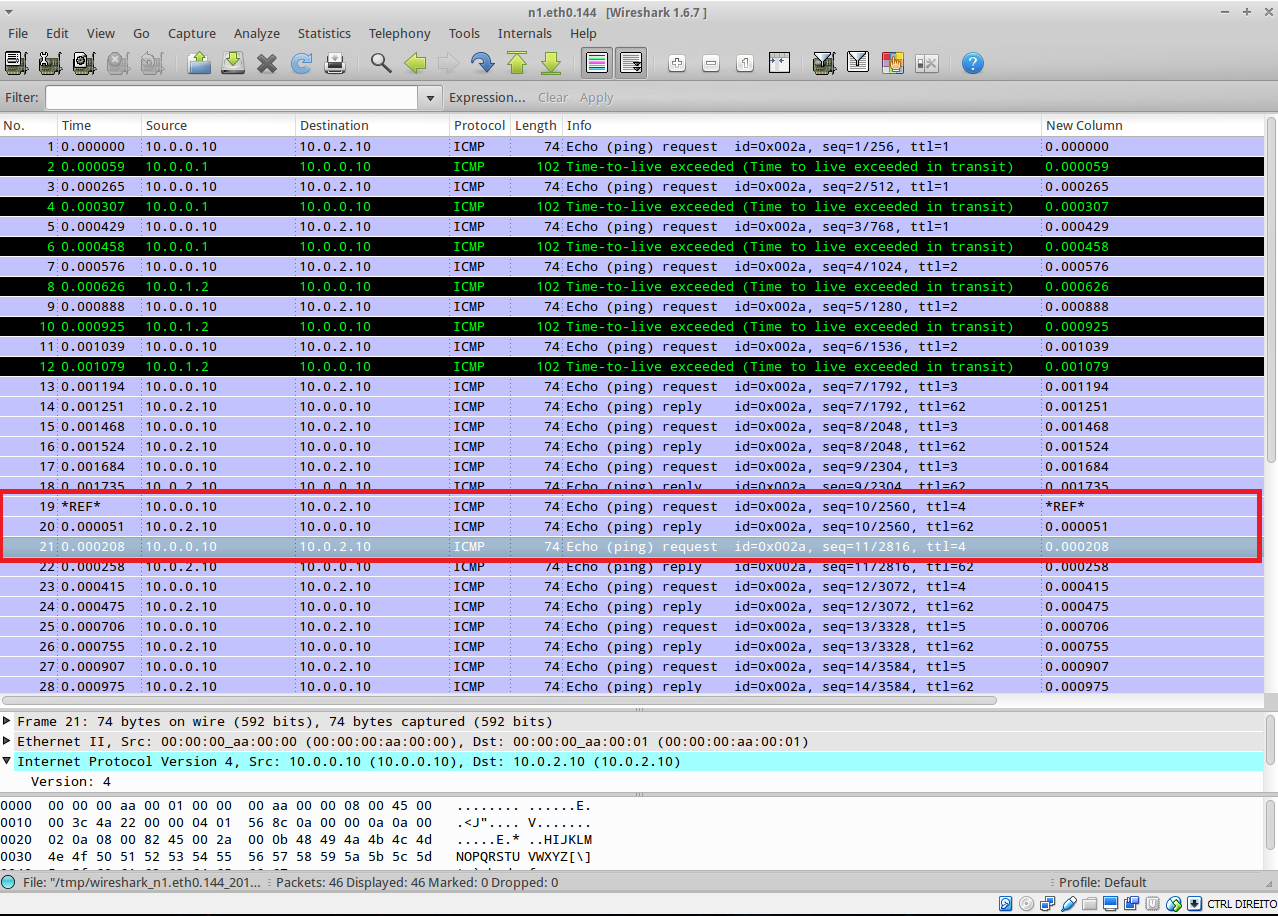 n1.eth0.144   [Wireshark 1.6.7 ]
File Edit View Go Capture Analyze Statistics Telephony Tools Internals Help
Filter: Expression... Clear Apply
No. Time Source Destination Protocol Length Info New Column
1 0.000000 10.0.0.10 10.0.2.10 ICMP 74 Echo (ping) request id=0x002a, seq=1/256, ttl=1 0.000000
2 0.000059 10.0.0.1 10.0.0.10 ICMP 102 Time-to-live exceeded (Time to live exceeded in transit) 0.000059
3 0.000265 10.0.0.10 10.0.2.10 ICMP 74 Echo (ping) request id=0x002a, seq=2/512, ttl=1 0.000265
4 0.000307 10.0.0.1 10.0.0.10 ICMP 102 Time-to-live exceeded (Time to live exceeded in transit) 0.000307
5 0.000429 10.0.0.10 10.0.2.10 ICMP 74 Echo (ping) request id=0x002a, seq=3/768, ttl=1 0.000429
6 0.000458 10.0.0.1 10.0.0.10 ICMP 102 Time-to-live exceeded (Time to live exceeded in transit) 0.000458
7 0.000576 10.0.0.10 10.0.2.10 ICMP 74 Echo (ping) request id=0x002a, seq=4/1024, ttl=2 0.000576
8 0.000626 10.0.1.2 10.0.0.10 ICMP 102 Time-to-live exceeded (Time to live exceeded in transit) 0.000626
9 0.000888 10.0.0.10 10.0.2.10 ICMP 74 Echo (ping) request id=0x002a, seq=5/1280, ttl=2 0.000888
10 0.000925 10.0.1.2 10.0.0.10 ICMP 102 Time-to-live exceeded (Time to live exceeded in transit) 0.000925
11 0.001039 10.0.0.10 10.0.2.10 ICMP 74 Echo (ping) request id=0x002a, seq=6/1536, ttl=2 0.001039
12 0.001079 10.0.1.2 10.0.0.10 ICMP 102 Time-to-live exceeded (Time to live exceeded in transit) 0.001079
13 0.001194 10.0.0.10 10.0.2.10 ICMP 74 Echo (ping) request id=0x002a, seq=7/1792, ttl=3 0.001194
14 0.001251 10.0.2.10 10.0.0.10 ICMP 74 Echo (ping) reply id=0x002a, seq=7/1792, ttl=62 0.001251
15 0.001468 10.0.0.10 10.0.2.10 ICMP 74 Echo (ping) request id=0x002a, seq=8/2048, ttl=3 0.001468
16 0.001524 10.0.2.10 10.0.0.10 ICMP 74 Echo (ping) reply id=0x002a, seq=8/2048, ttl=62 0.001524
17 0.001684 10.0.0.10 10.0.2.10 ICMP 74 Echo (ping) request id=0x002a, seq=9/2304, ttl=3 0.001684
18 0.001735 10.0.2.10 10.0.0.10 ICMP 74 Echo (ping) reply id=0x002a, seq=9/2304, ttl=62 0.001735
19 *REF* 10.0.0.10 10.0.2.10 ICMP 74 Echo (ping) request id=0x002a, seq=10/2560, ttl=4 *REF*
20 0.000051 10.0.2.10 10.0.0.10 ICMP 74 Echo (ping) reply id=0x002a, seq=10/2560, ttl=62 0.000051
21 0.000208 10.0.0.10 10.0.2.10 ICMP 74 Echo (ping) request id=0x002a, seq=11/2816, ttl=4 0.000208
22 0.000258 10.0.2.10 10.0.0.10 ICMP 74 Echo (ping) reply id=0x002a, seq=11/2816, ttl=62 0.000258
23 0.000415 10.0.0.10 10.0.2.10 ICMP 74 Echo (ping) request id=0x002a, seq=12/3072, ttl=4 0.000415
24 0.000475 10.0.2.10 10.0.0.10 ICMP 74 Echo (ping) reply id=0x002a, seq=12/3072, ttl=62 0.000475
25 0.000706 10.0.0.10 10.0.2.10 ICMP 74 Echo (ping) request id=0x002a, seq=13/3328, ttl=5 0.000706
26 0.000755 10.0.2.10 10.0.0.10 ICMP 74 Echo (ping) reply id=0x002a, seq=13/3328, ttl=62 0.000755
27 0.000907 10.0.0.10 10.0.2.10 ICMP 74 Echo (ping) request id=0x002a, seq=14/3584, ttl=5 0.000907
28 0.000975 10.0.2.10 10.0.0.10 ICMP 74 Echo (ping) reply id=0x002a, seq=14/3584, ttl=62 0.000975
Frame 21: 74 bytes on wire (592 bits), 74 bytes captured (592 bits)
Ethernet II, Src: 00:00:00_aa:00:00 (00:00:00:aa:00:00), Dst: 00:00:00_aa:00:01 (00:00:00:aa:00:01)
Internet Protocol Version 4, Src: 10.0.0.10 (10.0.0.10), Dst: 10.0.2.10 (10.0.2.10)
Version: 4
0000 00 00 00 aa 00 01 00 00 00 aa 00 00 08 00 45 00 ........ ......E.
0010 00 3c 4a 22 00 00 04 01 56 8c 0a 00 00 0a 0a 00 .<J".... V.......
0020 02 0a 08 00 82 45 00 2a 00 0b 48 49 4a 4b 4c 4d .....E.* ..HIJKLM
0030 4e 4f 50 51 52 53 54 55 56 57 58 59 5a 5b 5c 5d NOPQRSTU VWXYZ[\]
File: "/tmp/wireshark_n1.eth0.144_201... Packets: 46 Displayed: 46 Marked: 0 Dropped: 0 Profile: Default
CTRL DIREITO